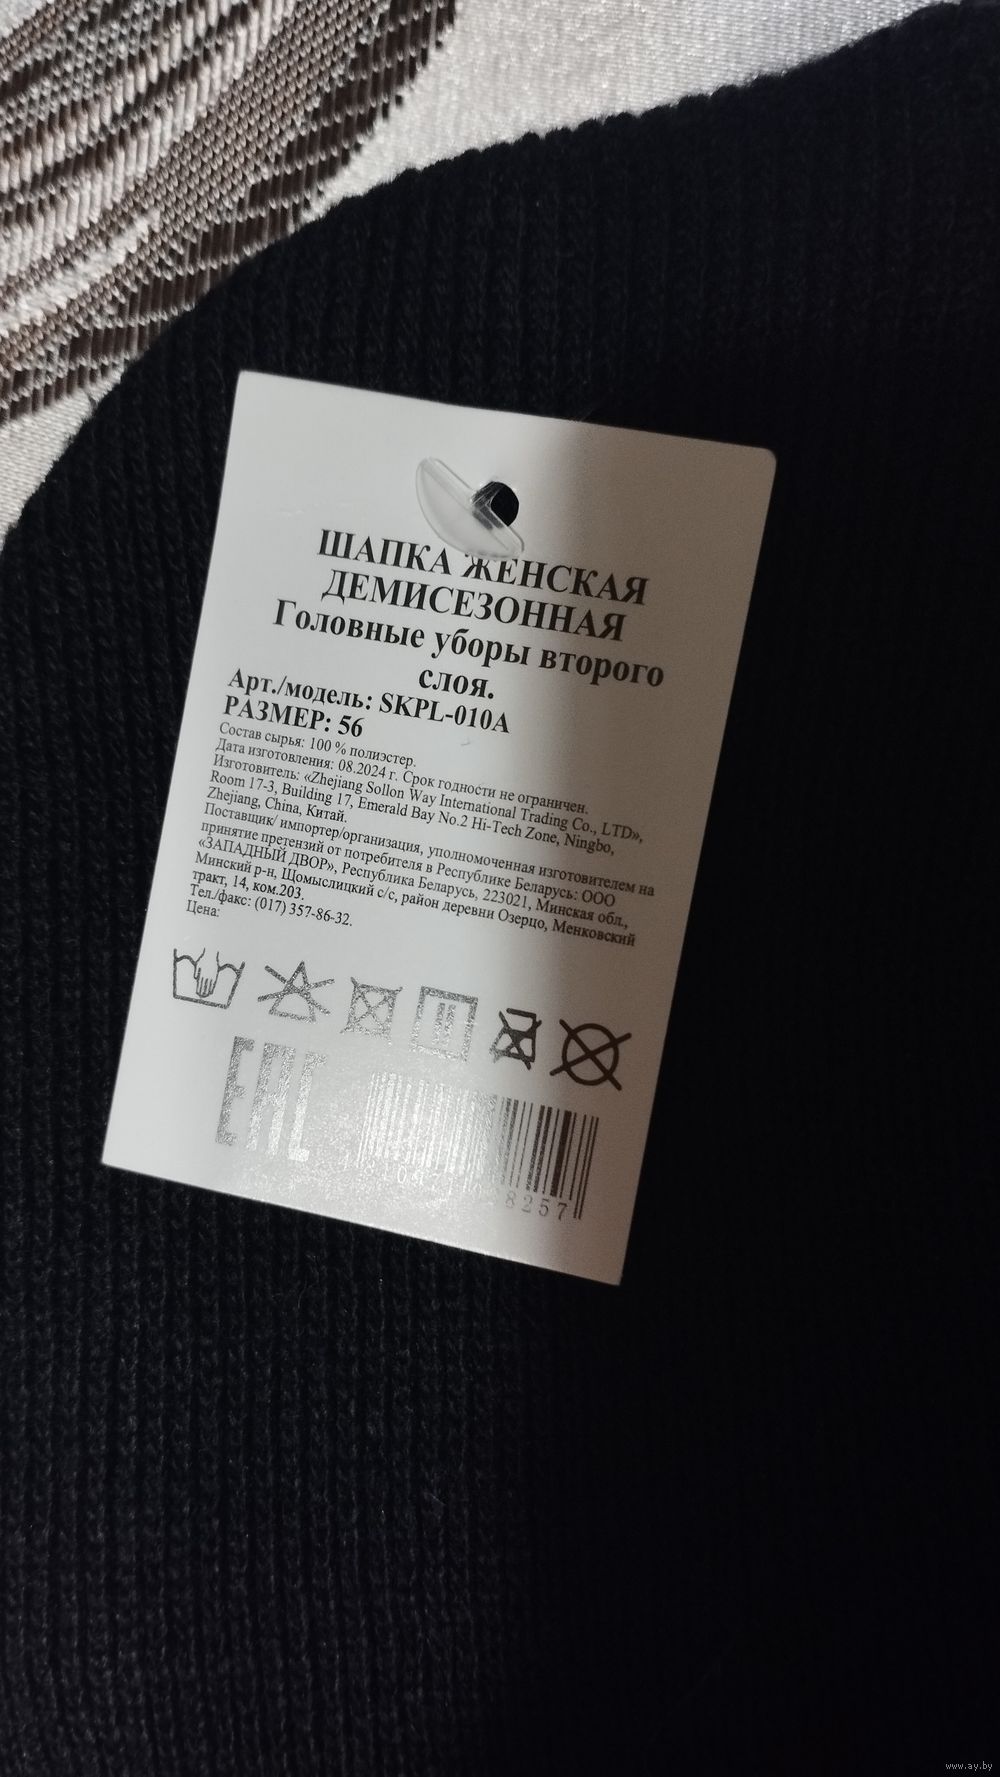 ШАПКА ЖЕНСКАЯ
ДЕМИСЕЗОННАЯ
Головные уборы второго
слоя.
Арт./модель: SKPL-010A
РАЗМЕР: 56
Состав сырья: 100 % полиэстер.
Дата изготовления: 08.2024 г. Срок годности не ограничен.
Изготовитель: «Zhejiang Sollon Way International Trading Co., LTD»,
Room 17-3, Building 17, Emerald Bay No.2 Hi-Tech Zone, Ningbo,
Zhejiang, China, Китай.
Поставщик/ импортер/организация, уполномоченная изготовителем на
принятие претензий от потребителя в Республике Беларусь: ООО
«ЗАПАДНЫЙ ДВОР», Республика Беларусь, 223021, Минская обл.,
Минский р-н, Щомыслицкий с/с, район деревни Озерцо, Менковский
тракт, 14, ком.203.
Тел./факс: (017) 357-86-32.
Цена:
EAC
8257
www.ay.by